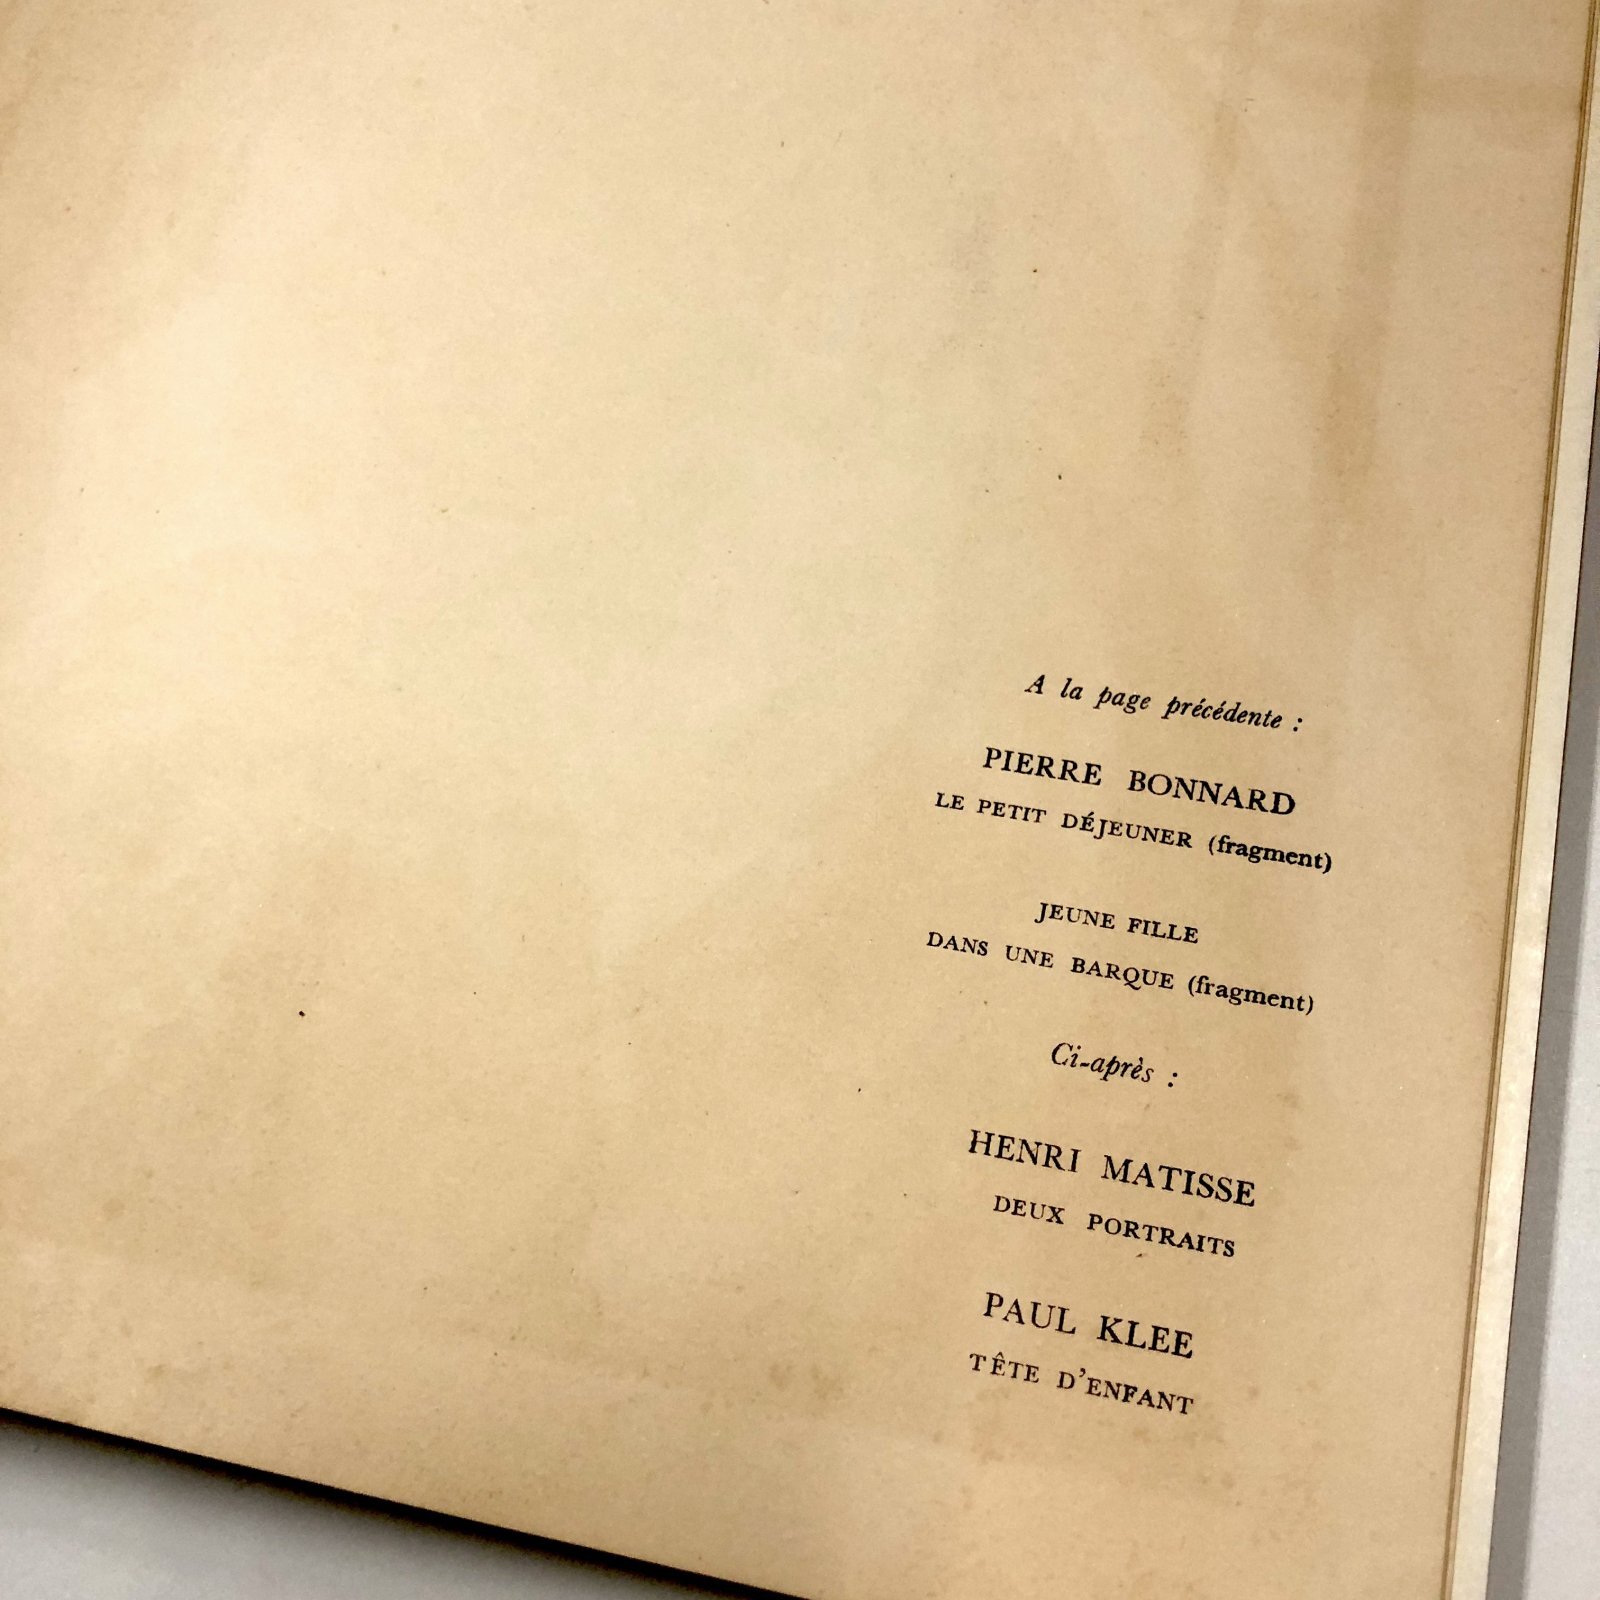 A la page précédente :
PIERRE BONNARD
LE PETIT DÉJEUNER (fragment)
JEUNE FILLE
DANS UNE BARQUE (fragment)
Ci-après :
HENRI MATISSE
DEUX PORTRAITS
PAUL KLEE
TÊTE D'ENFANT